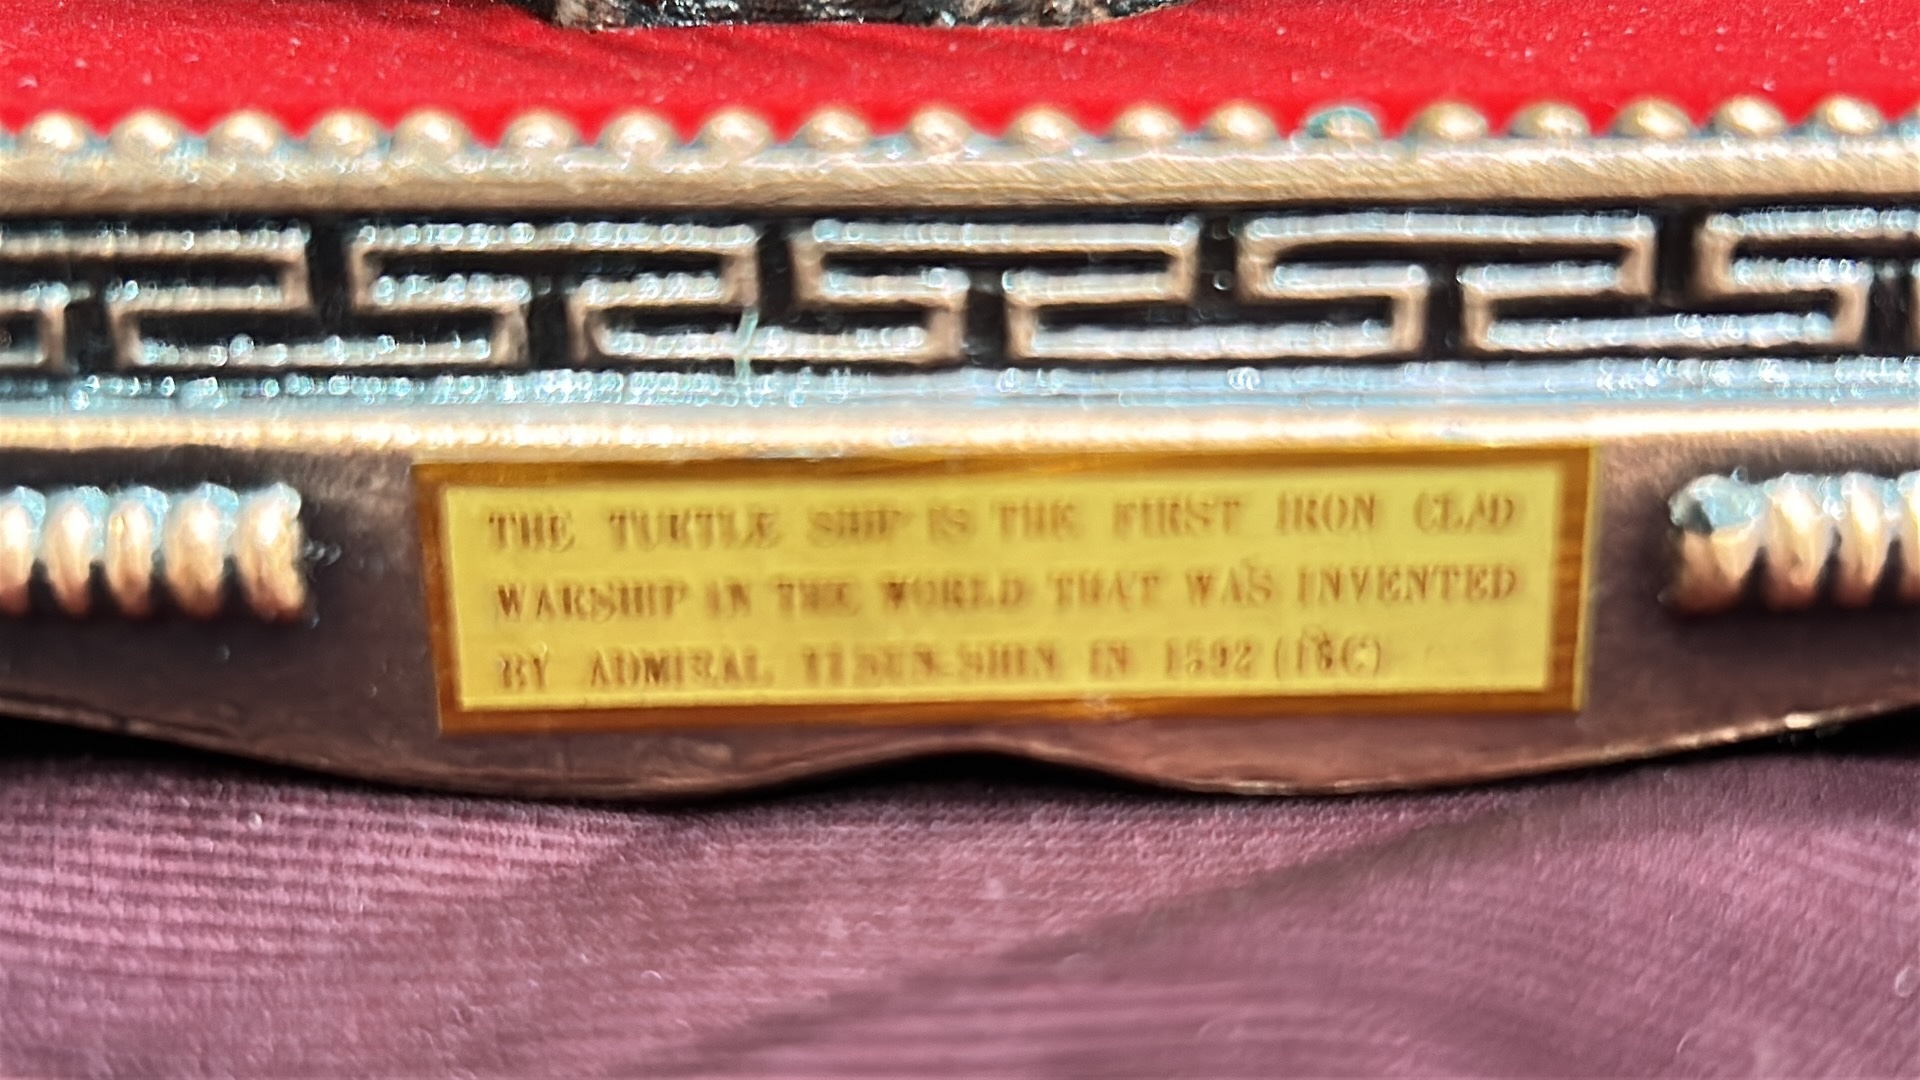 THE TURTLE SHIP IS THE FIRST IRON CLAD
WARSHIP IN THE WORLD THAT WAS INVENTED
BY ADMIRAL YI SUN-SHIN IN 1592 (16C)